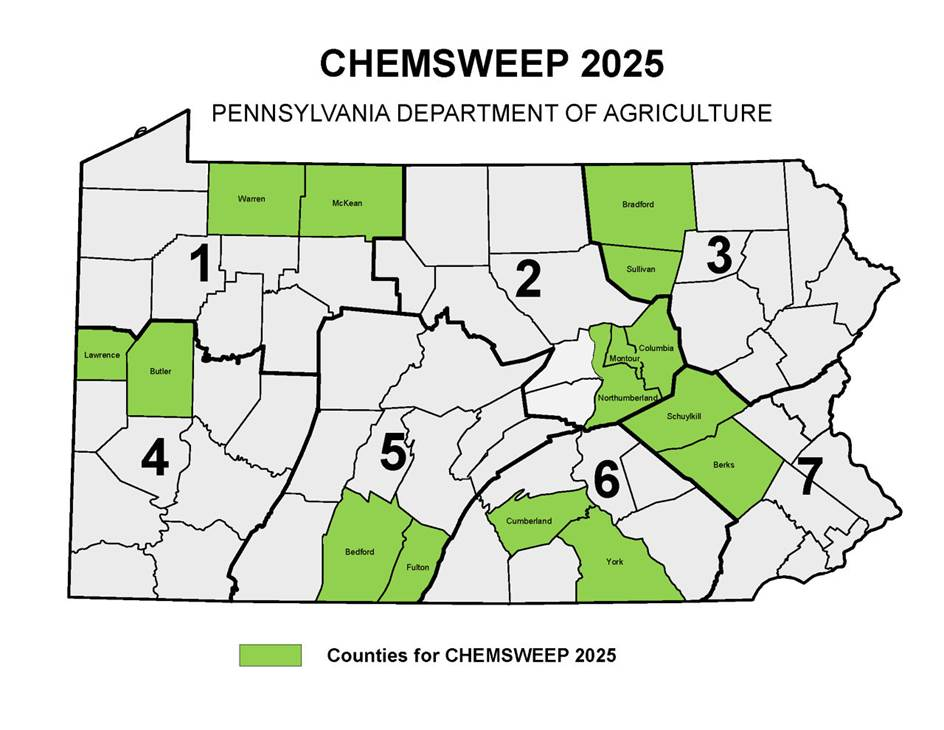 CHEMSWEEP 2025
PENNSYLVANIA DEPARTMENT OF AGRICULTURE
Warren
McKean
Bradford
1
2
3
Sullivan
Lawrence
Butler
Montour
Columbia
Northumberland
Schuylkill
4
5
6
7
Berks
Cumberland
Bedford
Fulton
York
Counties for CHEMSWEEP 2025